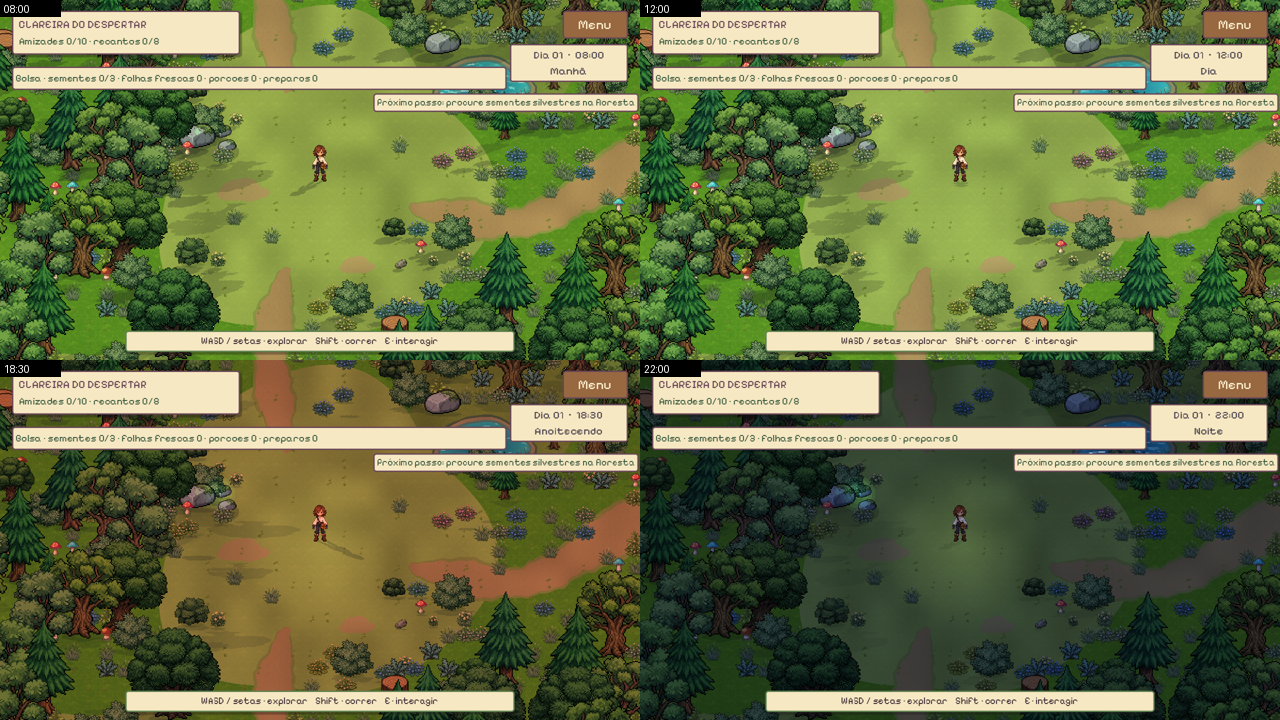 08:00
CLAREIRA DO DESPERTAR
Amizades 0/10 · recantos 0/8
Menu
Dia 01 · 08:00
Manhã
Bolsa · sementes 0/3 · folhas frescas 0 · porcoes 0 · preparos 0
Próximo passo: procure sementes silvestres na floresta
WASD / setas · explorar Shift · correr E · interagir
12:00
CLAREIRA DO DESPERTAR
Amizades 0/10 · recantos 0/8
Menu
Dia 01 · 12:00
Dia
Bolsa · sementes 0/3 · folhas frescas 0 · porcoes 0 · preparos 0
Próximo passo: procure sementes silvestres na floresta
WASD / setas · explorar Shift · correr E · interagir
18:30
CLAREIRA DO DESPERTAR
Amizades 0/10 · recantos 0/8
Menu
Dia 01 · 18:30
Anoitecendo
Bolsa · sementes 0/3 · folhas frescas 0 · porcoes 0 · preparos 0
Próximo passo: procure sementes silvestres na floresta
WASD / setas · explorar Shift · correr E · interagir
22:00
CLAREIRA DO DESPERTAR
Amizades 0/10 · recantos 0/8
Menu
Dia 01 · 22:00
Noite
Bolsa · sementes 0/3 · folhas frescas 0 · porcoes 0 · preparos 0
Próximo passo: procure sementes silvestres na floresta
WASD / setas · explorar Shift · correr E · interagir